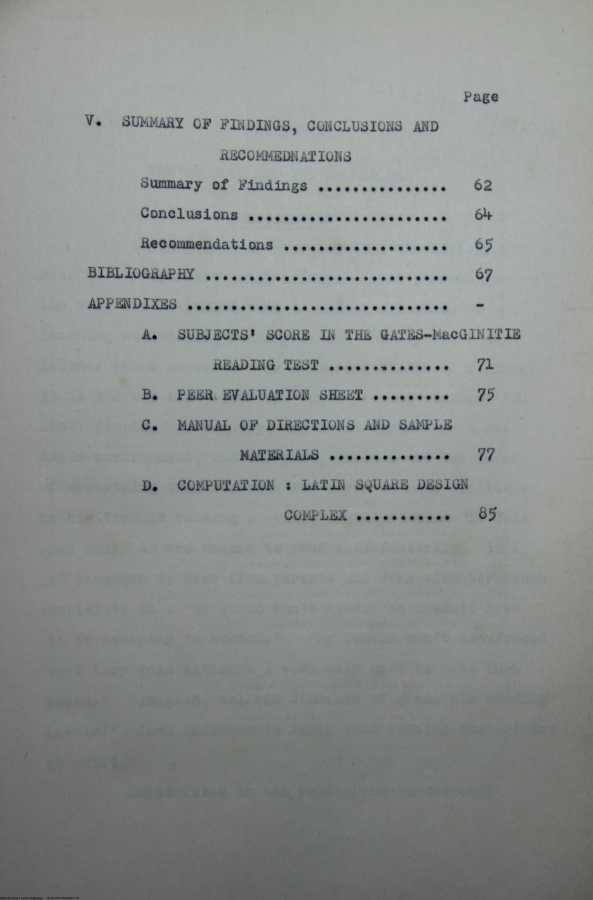 Page
V. SUMMARY OF FINDINGS, CONCLUSIONS AND
RECOMMEDNATIONS
Summary of Findings ............... 62
Conclusions ....................... 64
Recommendations ................... 65
BIBLIOGRAPHY ............................ 67
APPENDIXES .............................. -
A. SUBJECTS' SCORE IN THE GATES-MacGINITIE
READING TEST .............. 71
B. PEER EVALUATION SHEET ......... 75
C. MANUAL OF DIRECTIONS AND SAMPLE
MATERIALS .............. 77
D. COMPUTATION : LATIN SQUARE DESIGN
COMPLEX ........... 85